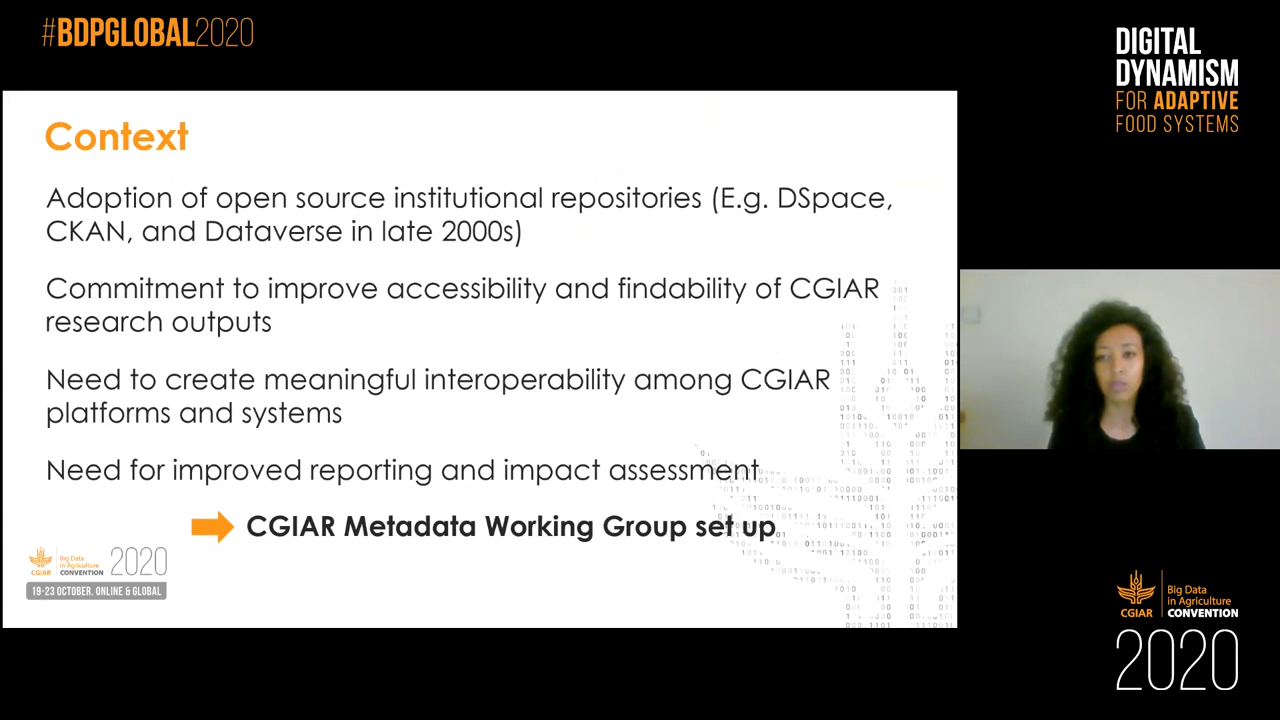 #BDPGLOBAL2020
DIGITAL
DYNAMISM
FOR ADAPTIVE
FOOD SYSTEMS
Context
Adoption of open source institutional repositories (E.g. DSpace,
CKAN, and Dataverse in late 2000s)
Commitment to improve accessibility and findability of CGIAR
research outputs
Need to create meaningful interoperability among CGIAR
platforms and systems
Need for improved reporting and impact assessment
CGIAR Metadata Working Group set up
CGIAR
Big Data
in Agriculture
CONVENTION
2020
19-23 OCTOBER. ONLINE & GLOBAL
CGIAR
Big Data
in Agriculture
CONVENTION
2020